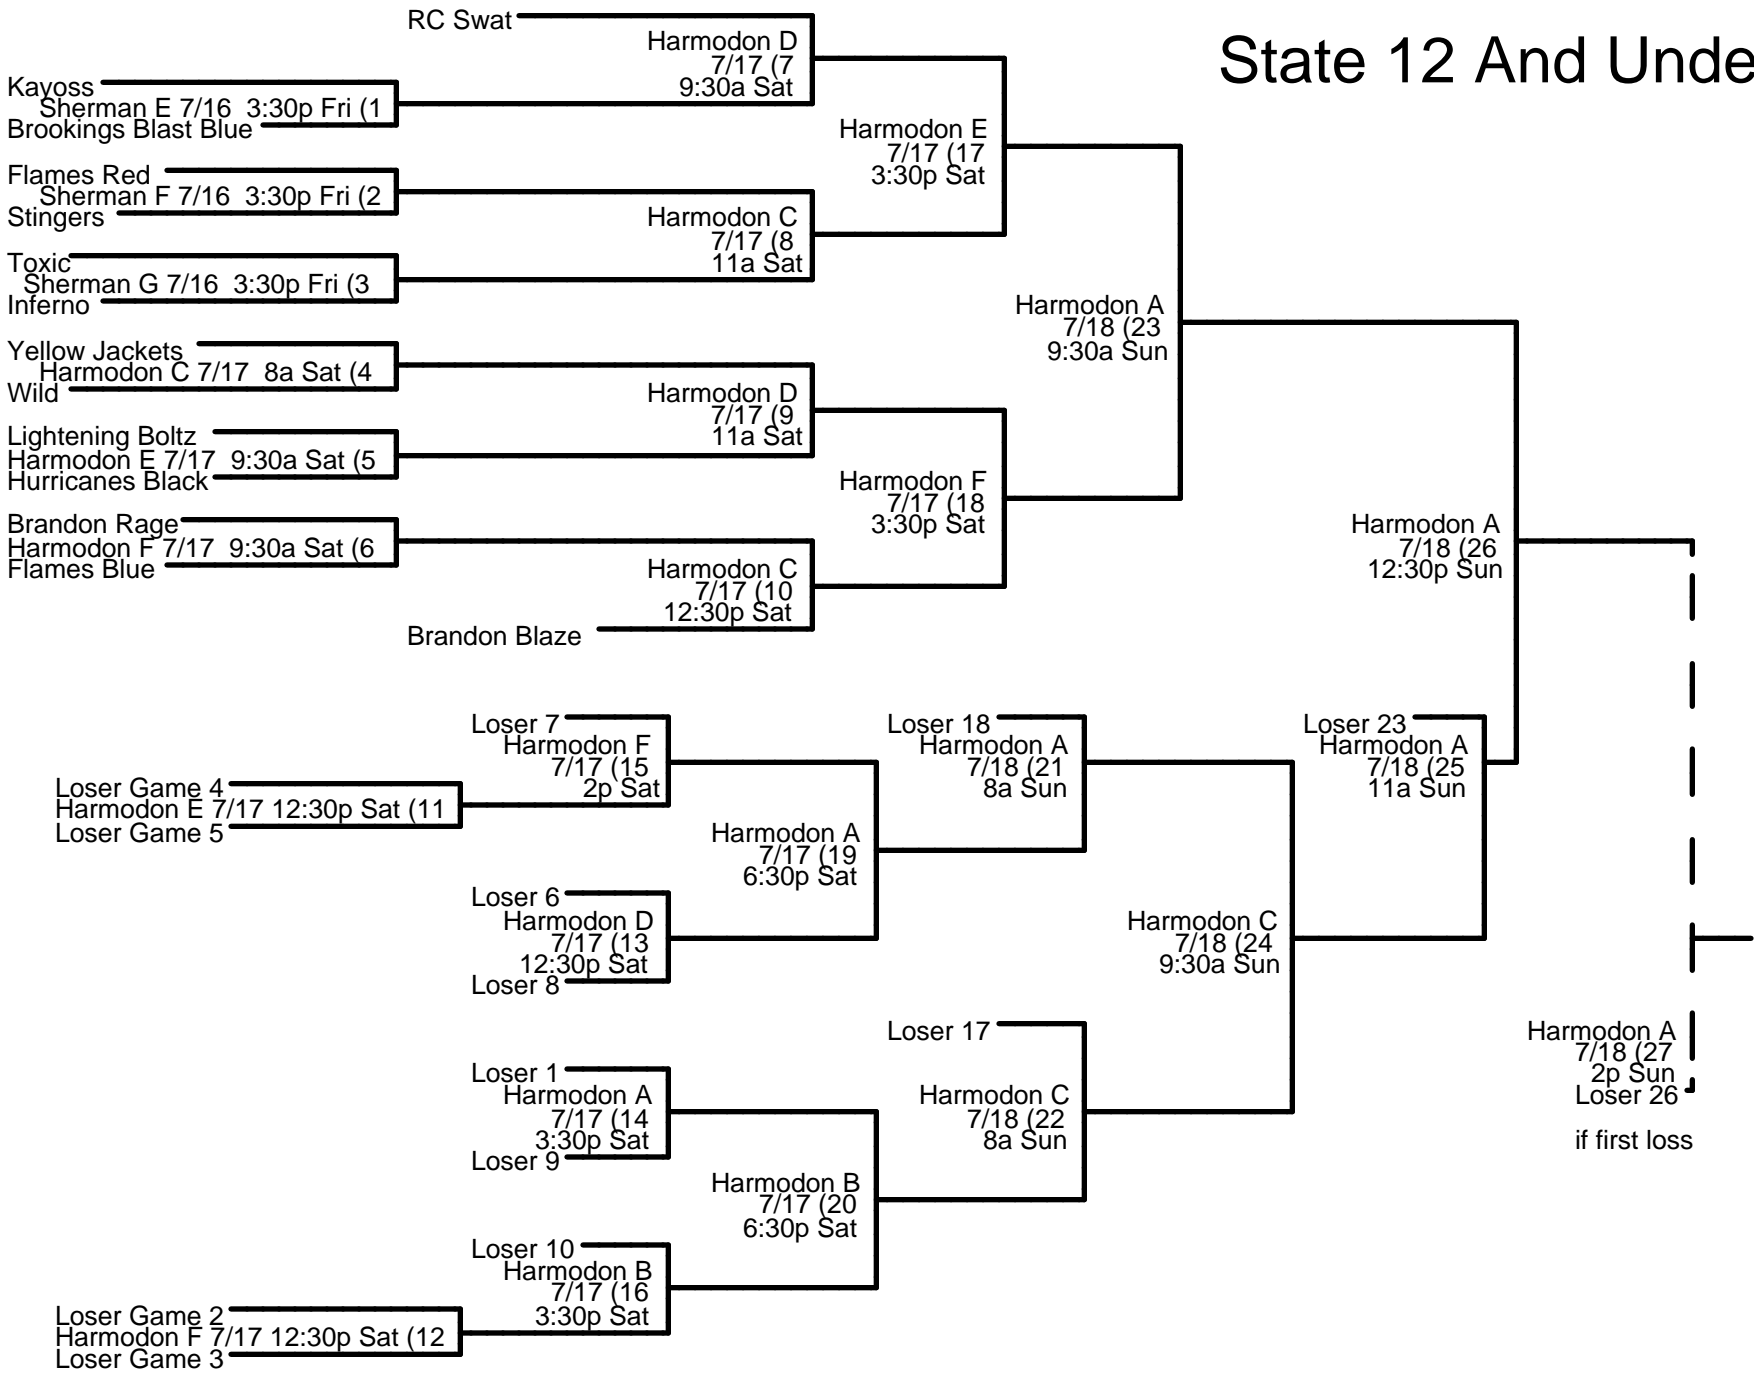 RC Swat
State 12 And Unde
Harmodon D
7/17 (7
9:30a Sat
Kayoss
Sherman E 7/16 3:30p Fri (1
Brookings Blast Blue
Harmodon E
7/17 (17
3:30p Sat
Flames Red
Sherman F 7/16 3:30p Fri (2
Stingers
Harmodon C
7/17 (8
11a Sat
Toxic
Sherman G 7/16 3:30p Fri (3
Inferno
Harmodon A
7/18 (23
9:30a Sun
Yellow Jackets
Harmodon C 7/17 8a Sat (4
Wild
Harmodon D
7/17 (9
11a Sat
Lightening Boltz
Harmodon E 7/17 9:30a Sat (5
Hurricanes Black
Harmodon F
7/17 (18
3:30p Sat
Brandon Rage
Harmodon F 7/17 9:30a Sat (6
Flames Blue
Harmodon A
7/18 (26
12:30p Sun
Harmodon C
7/17 (10
12:30p Sat
Brandon Blaze
Loser 7
Harmodon F
7/17 (15
2p Sat
Loser 18
Harmodon A
7/18 (21
8a Sun
Loser 23
Harmodon A
7/18 (25
11a Sun
Loser Game 4
Harmodon E 7/17 12:30p Sat (11
Loser Game 5
Harmodon A
7/17 (19
6:30p Sat
Loser 6
Harmodon D
7/17 (13
12:30p Sat
Loser 8
Harmodon C
7/18 (24
9:30a Sun
Loser 17
Harmodon A
7/18 (27
2p Sun
Loser 26
if first loss
Loser 1
Harmodon A
7/17 (14
3:30p Sat
Loser 9
Harmodon C
7/18 (22
8a Sun
Harmodon B
7/17 (20
6:30p Sat
Loser 10
Harmodon B
7/17 (16
3:30p Sat
Loser Game 2
Harmodon F 7/17 12:30p Sat (12
Loser Game 3